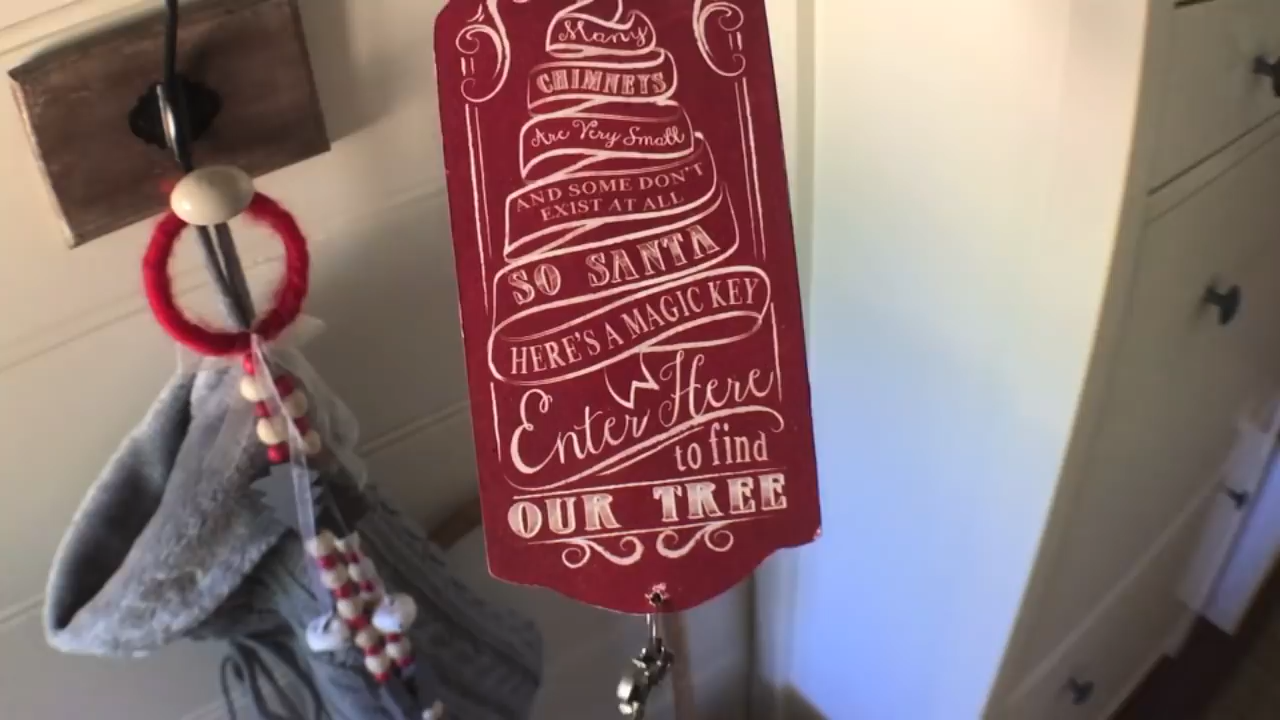 Many
CHIMNEYS
Are Very Small
AND SOME DON'T
EXIST AT ALL
SO SANTA
HERE'S A MAGIC KEY
Enter Here
to find
OUR TREE